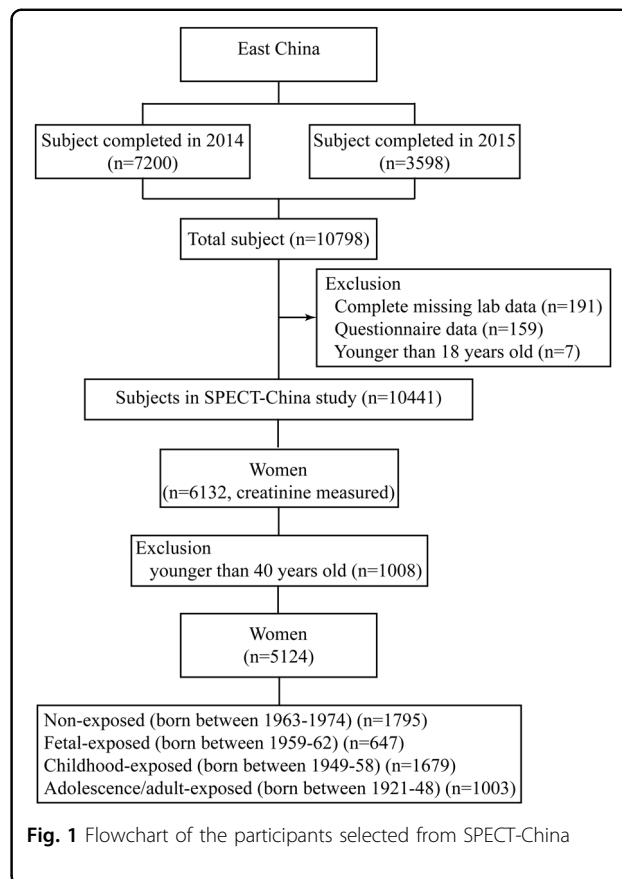 East China
Subject completed in 2014
(n=7200)
Subject completed in 2015
(n=3598)
Total subject (n=10798)
Exclusion
Complete missing lab data (n=191)
Questionnaire data (n=159)
Younger than 18 years old (n=7)
Subjects in SPECT-China study (n=10441)
Women
(n=6132, creatinine measured)
Exclusion
younger than 40 years old (n=1008)
Women
(n=5124)
Non-exposed (born between 1963-1974) (n=1795)
Fetal-exposed (born between 1959-62) (n=647)
Childhood-exposed (born between 1949-58) (n=1679)
Adolescence/adult-exposed (born between 1921-48) (n=1003)
Fig. 1 Flowchart of the participants selected from SPECT-China